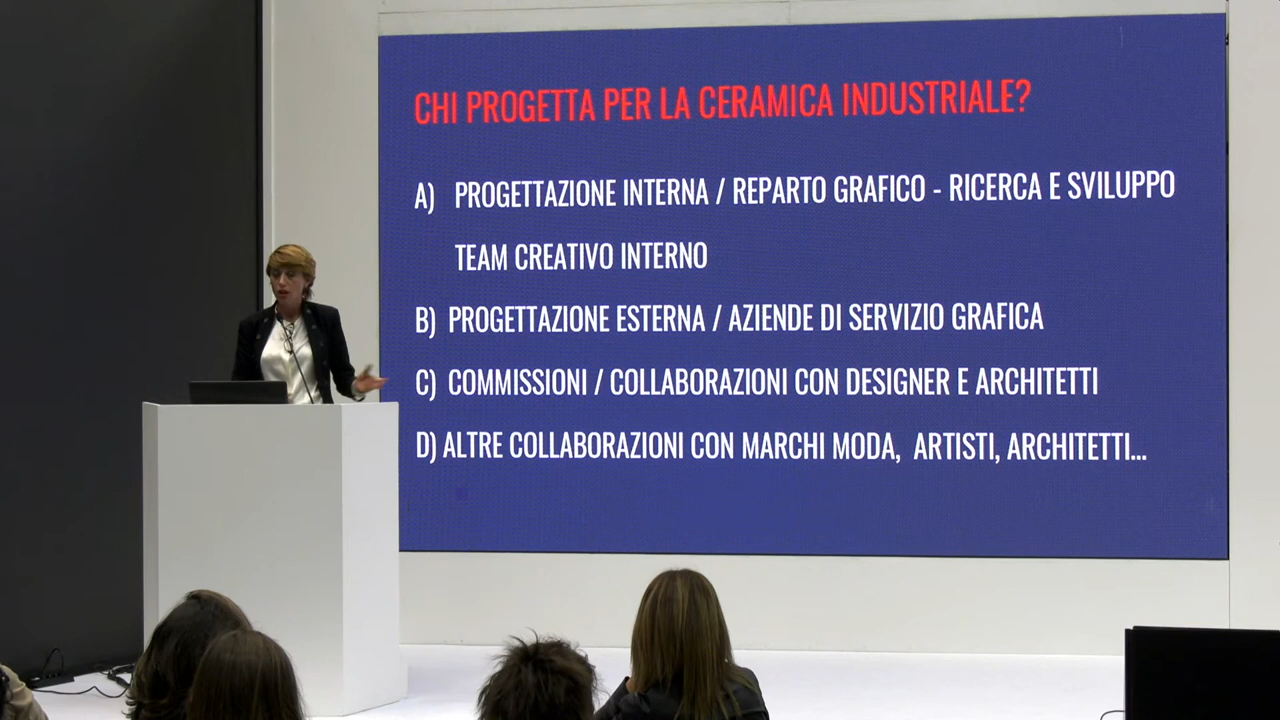 CHI PROGETTA PER LA CERAMICA INDUSTRIALE?
A) PROGETTAZIONE INTERNA / REPARTO GRAFICO - RICERCA E SVILUPPO
TEAM CREATIVO INTERNO
B) PROGETTAZIONE ESTERNA / AZIENDE DI SERVIZIO GRAFICA
C) COMMISSIONI / COLLABORAZIONI CON DESIGNER E ARCHITETTI
D) ALTRE COLLABORAZIONI CON MARCHI MODA, ARTISTI, ARCHITETTI...